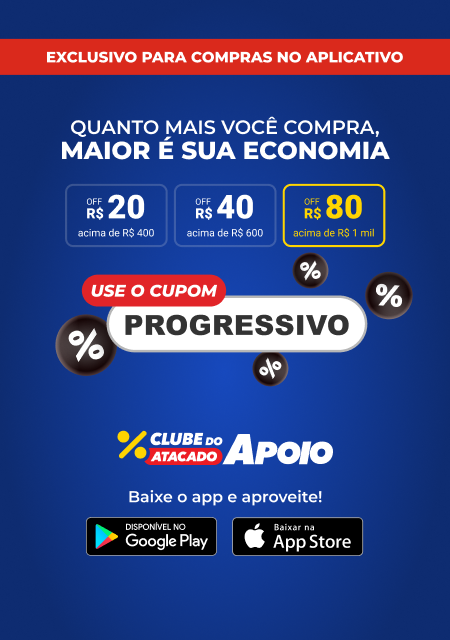 EXCLUSIVO PARA COMPRAS NO APLICATIVO
QUANTO MAIS VOCÊ COMPRA,
MAIOR É SUA ECONOMIA
OFF
R$ 20
acima de R$ 400
OFF
R$ 40
acima de R$ 600
OFF
R$ 80
acima de R$ 1 mil
%
%
USE O CUPOM
PROGRESSIVO
%
%
% CLUBE DO
ATACADO
APOIO
Baixe o app e aproveite!
DISPONÍVEL NO
Google Play
Baixar na
App Store